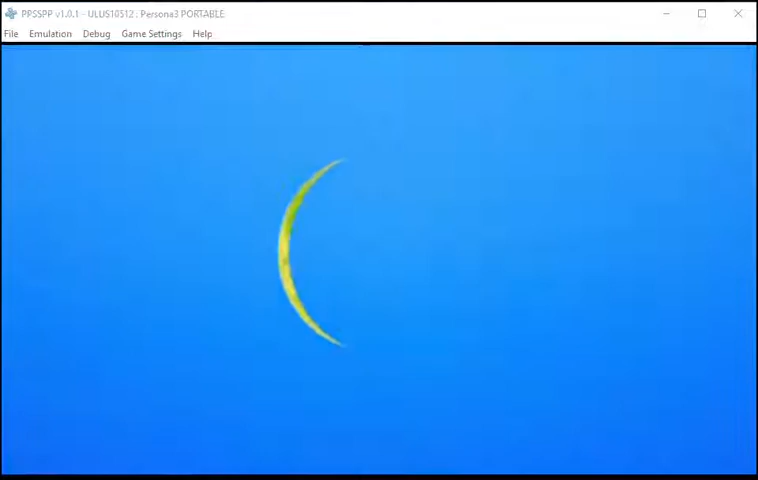 PPSSPP v1.0.1 - ULUS10512 : Persona3 PORTABLE
File Emulation Debug Game Settings Help